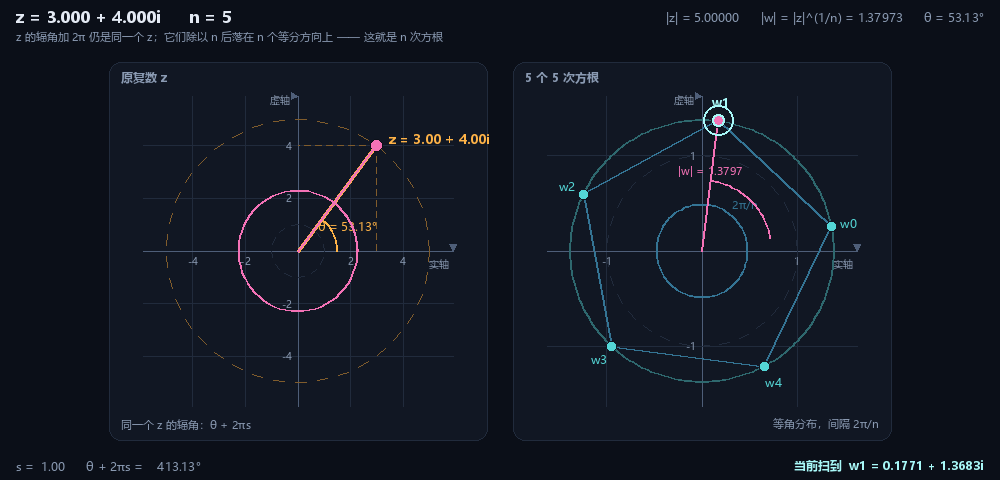 z = 3.000 + 4.000i n = 5
|z| = 5.00000 |w| = |z|^(1/n) = 1.37973 θ = 53.13°
z 的辐角加 2π 仍是同一个 z；它们除以 n 后落在 n 个等分方向上 —— 这就是 n 次方根
原复数 z
虚轴
z = 3.00 + 4.00i
4
2
θ = 53.13°
-4
-2
2
4
实轴
-2
-4
同一个 z 的辐角：θ + 2πs
5 个 5 次方根
虚轴
w1
1
|w| = 1.3797
w2
2π/n
w0
-1
1
实轴
-1
w3
w4
等角分布，间隔 2π/n
s = 1.00 θ + 2πs = 413.13°
当前扫到 w1 = 0.1771 + 1.3683i